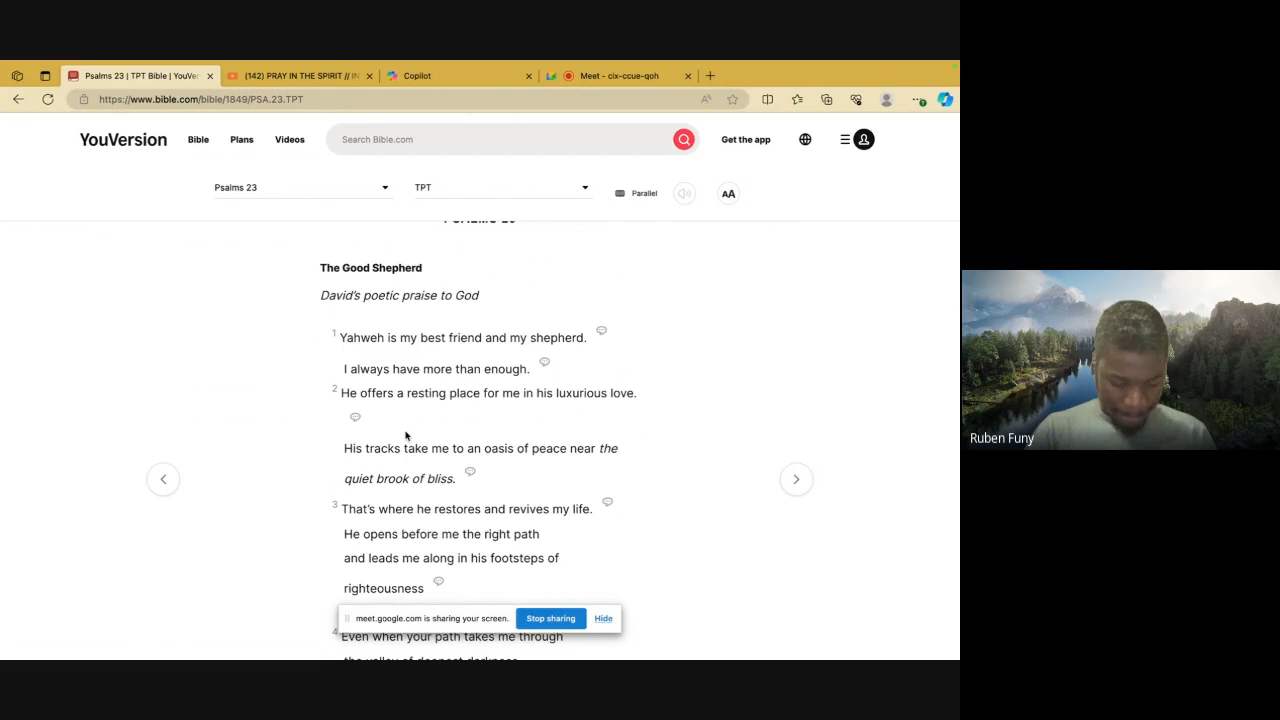 Psalms 23 | TPT Bible | YouVer
(142) PRAY IN THE SPIRIT // IN
Copilot
Meet - cix-ccue-qoh
https://www.bible.com/bible/1849/PSA.23.TPT
YouVersion
Bible
Plans
Videos
Search Bible.com
Get the app
Psalms 23
TPT
Parallel
AA
The Good Shepherd
David's poetic praise to God
1 Yahweh is my best friend and my shepherd.
I always have more than enough.
2 He offers a resting place for me in his luxurious love.
His tracks take me to an oasis of peace near the
quiet brook of bliss.
3 That's where he restores and revives my life.
He opens before me the right path
and leads me along in his footsteps of
righteousness
meet.google.com is sharing your screen.
Stop sharing
Hide
4 Even when your path takes me through
the valley of deepest darkness
Ruben Funy